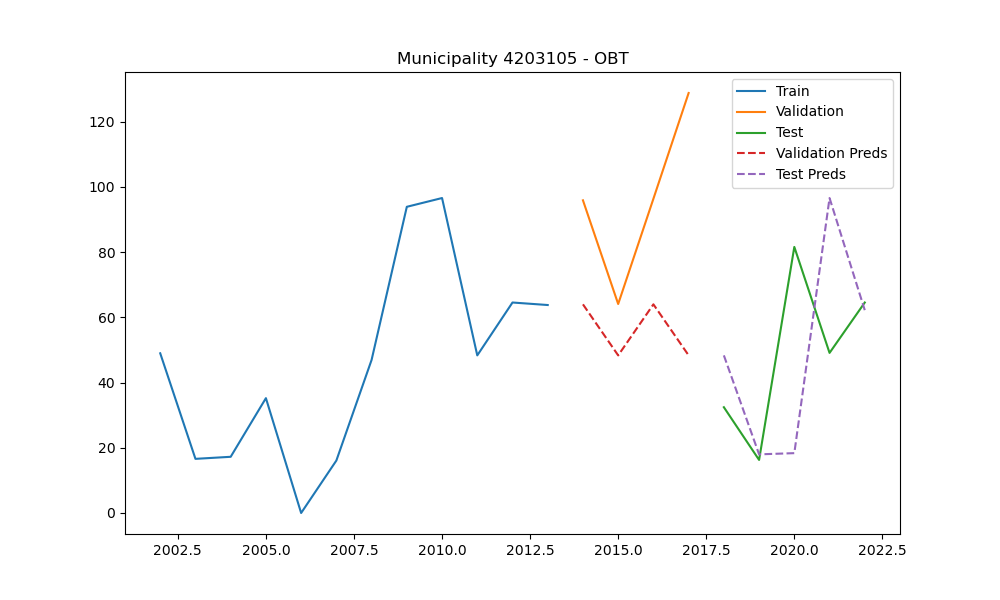 Municipality 4203105 - OBT
Train
Validation
Test
Validation Preds
Test Preds
120
100
80
60
40
20
0
2002.5 2005.0 2007.5 2010.0 2012.5 2015.0 2017.5 2020.0 2022.5